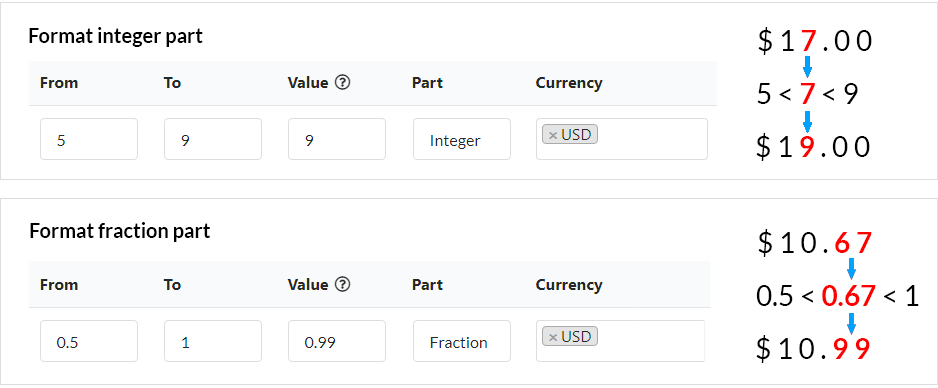 Format integer part
From To Value ? Part Currency
5 9 9 Integer × USD
$17.00
5 < 7 < 9
$19.00
Format fraction part
From To Value ? Part Currency
0.5 1 0.99 Fraction × USD
$10.67
0.5 < 0.67 < 1
$10.99